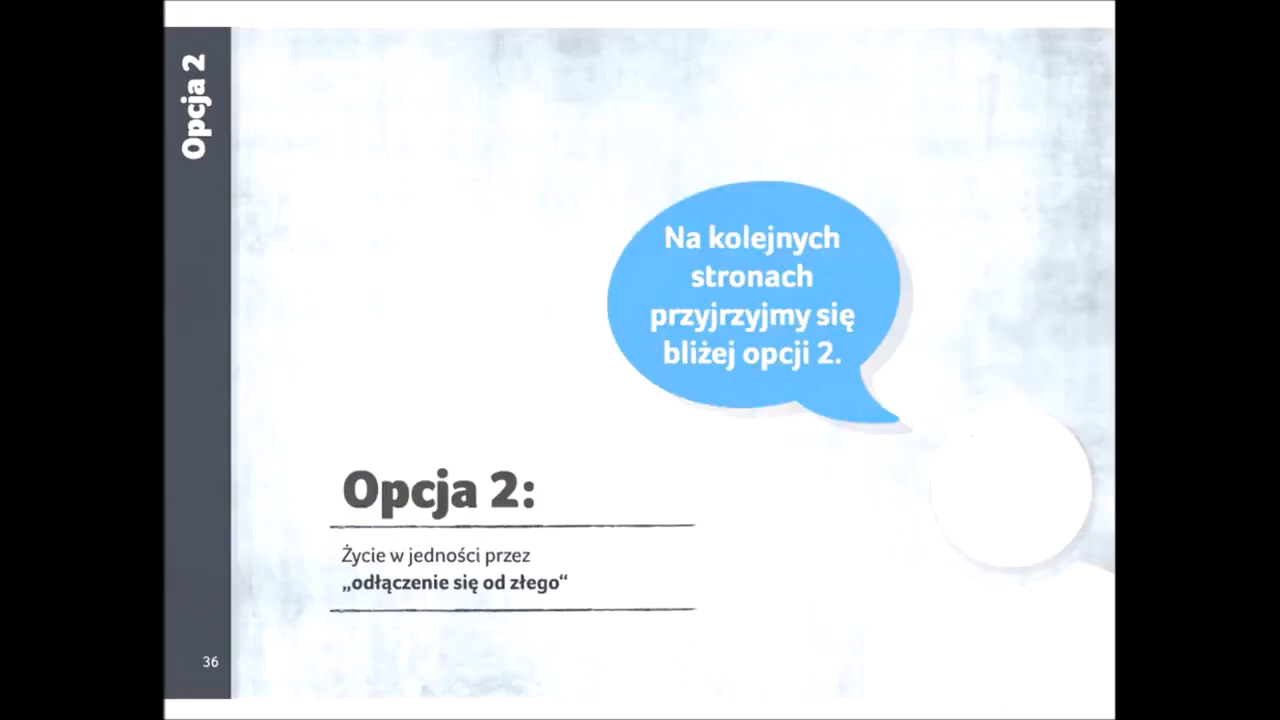 Opcja 2
Na kolejnych
stronach
przyjrzyjmy się
bliżej opcji 2.
Opcja 2:
Życie w jedności przez
„odłączenie się od złego“
36